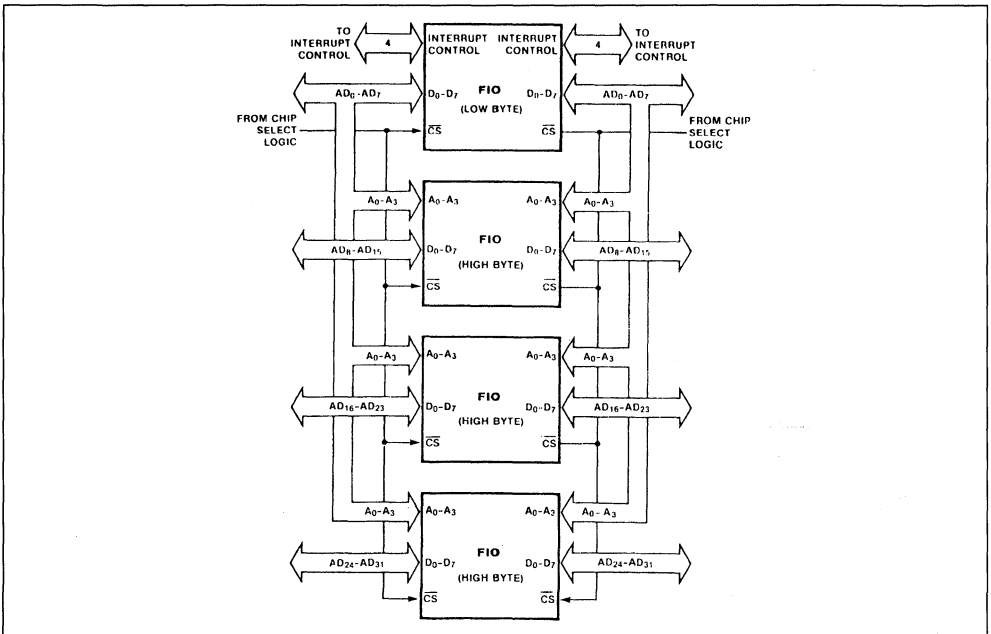 TO INTERRUPT CONTROL
4
INTERRUPT CONTROL
INTERRUPT CONTROL
4
TO INTERRUPT CONTROL
AD0-AD7
D0-D7
FIO
(LOW BYTE)
D0-D7
AD0-AD7
FROM CHIP SELECT LOGIC
CS
CS
FROM CHIP SELECT LOGIC
A0-A3
A0-A3
A0-A3
A0-A3
AD8-AD15
D0-D7
FIO
(HIGH BYTE)
D0-D7
AD8-AD15
CS
CS
A0-A3
A0-A3
A0-A3
A0-A3
AD16-AD23
D0-D7
FIO
(HIGH BYTE)
D0-D7
AD16-AD23
CS
CS
A0-A3
A0-A3
A0-A3
A0-A3
AD24-AD31
D0-D7
FIO
(HIGH BYTE)
D0-D7
AD24-AD31
CS
CS